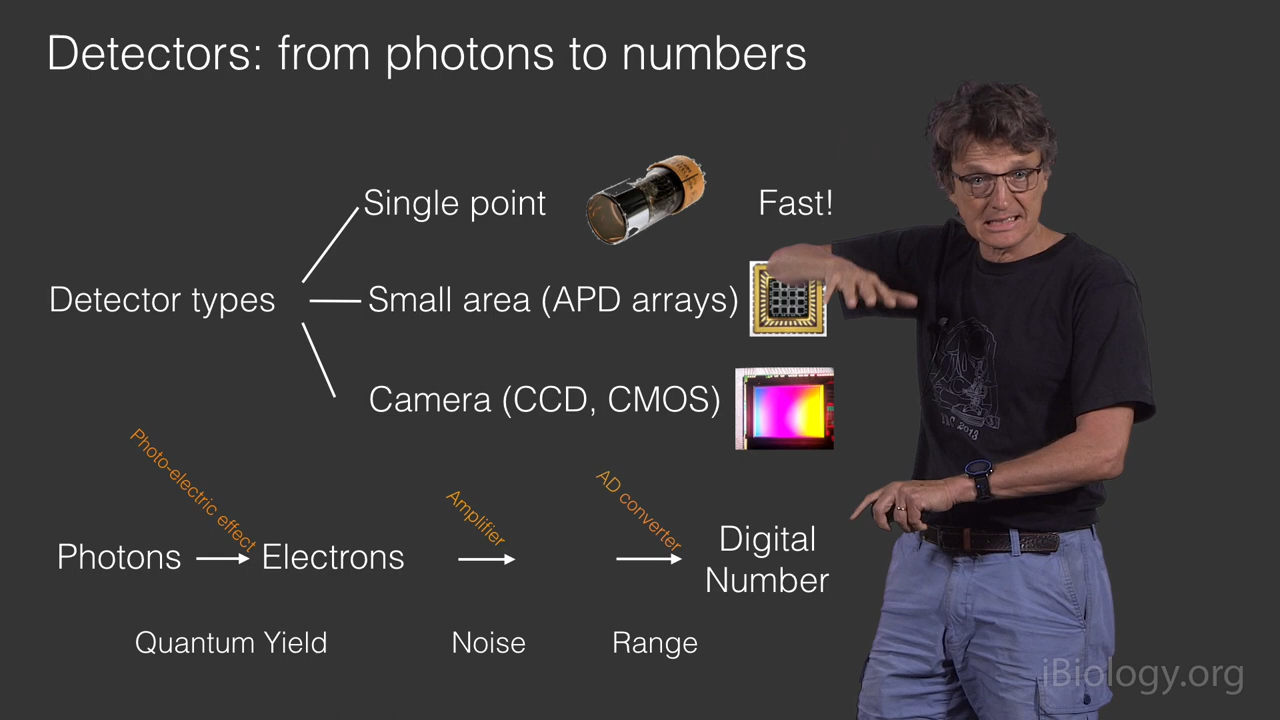 Detectors: from photons to numbers
Single point
Fast!
Detector types
Small area (APD arrays)
Camera (CCD, CMOS)
Photo-electric effect
Amplifier
AD converter
Photons
Electrons
Digital
Number
Quantum Yield
Noise
Range
2013
iBiology.org